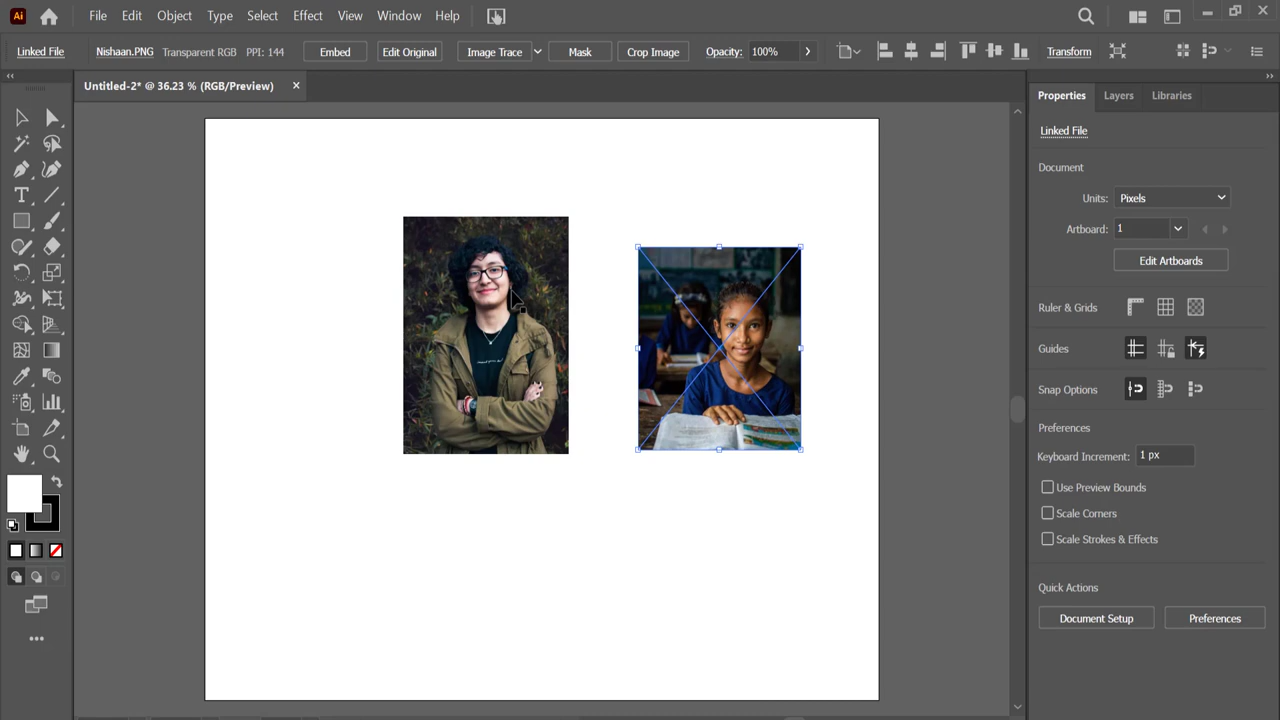 Ai File Edit Object Type Select Effect View Window Help
Linked File Nishaan.PNG Transparent RGB PPI: 144 Embed Edit Original Image Trace Mask Crop Image Opacity: 100% Transform
Untitled-2* @ 36.23 % (RGB/Preview)
Properties Layers Libraries
Linked File
Document
Units: Pixels
Artboard: 1
Edit Artboards
Ruler & Grids
Guides
Snap Options
Preferences
Keyboard Increment: 1 px
Use Preview Bounds
Scale Corners
Scale Strokes & Effects
Quick Actions
Document Setup Preferences